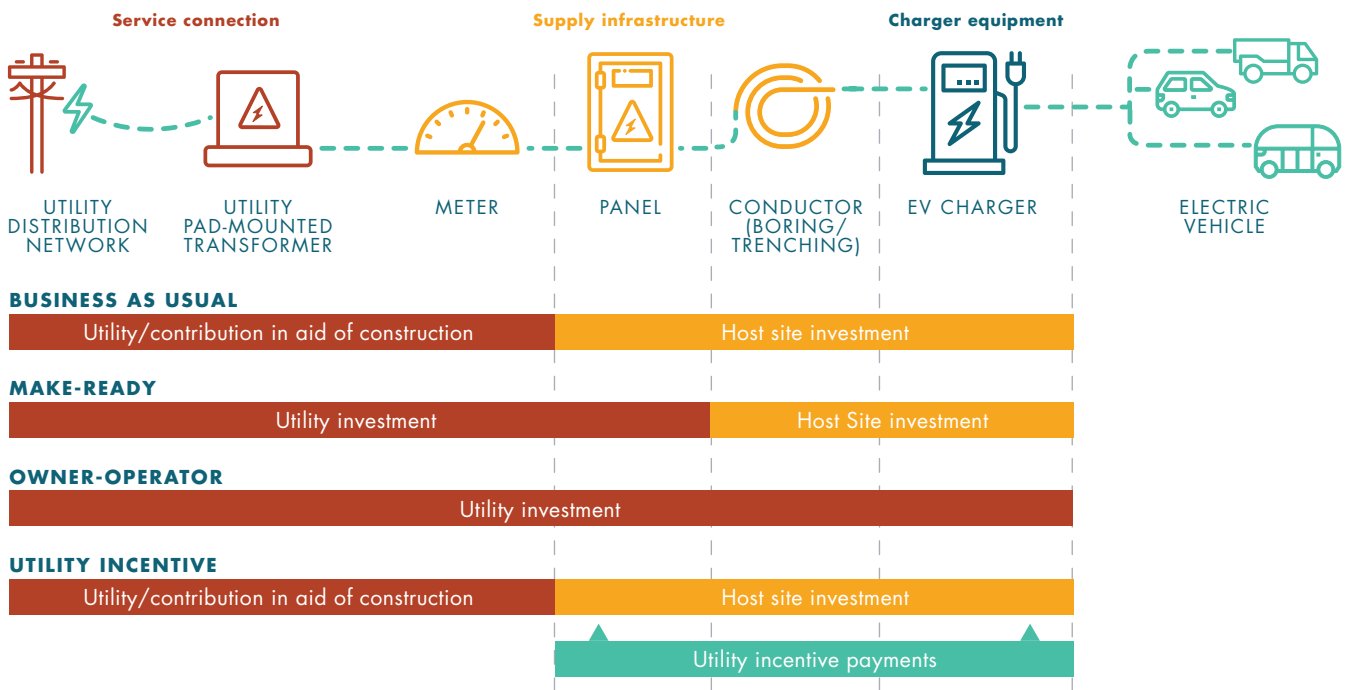 Service connection
Supply infrastructure
Charger equipment
UTILITY
DISTRIBUTION
NETWORK
UTILITY
PAD-MOUNTED
TRANSFORMER
METER
PANEL
CONDUCTOR
(BORING/
TRENCHING)
EV CHARGER
ELECTRIC
VEHICLE
BUSINESS AS USUAL
Utility/contribution in aid of construction
Host site investment
MAKE-READY
Utility investment
Host Site investment
OWNER-OPERATOR
Utility investment
UTILITY INCENTIVE
Utility/contribution in aid of construction
Host site investment
Utility incentive payments